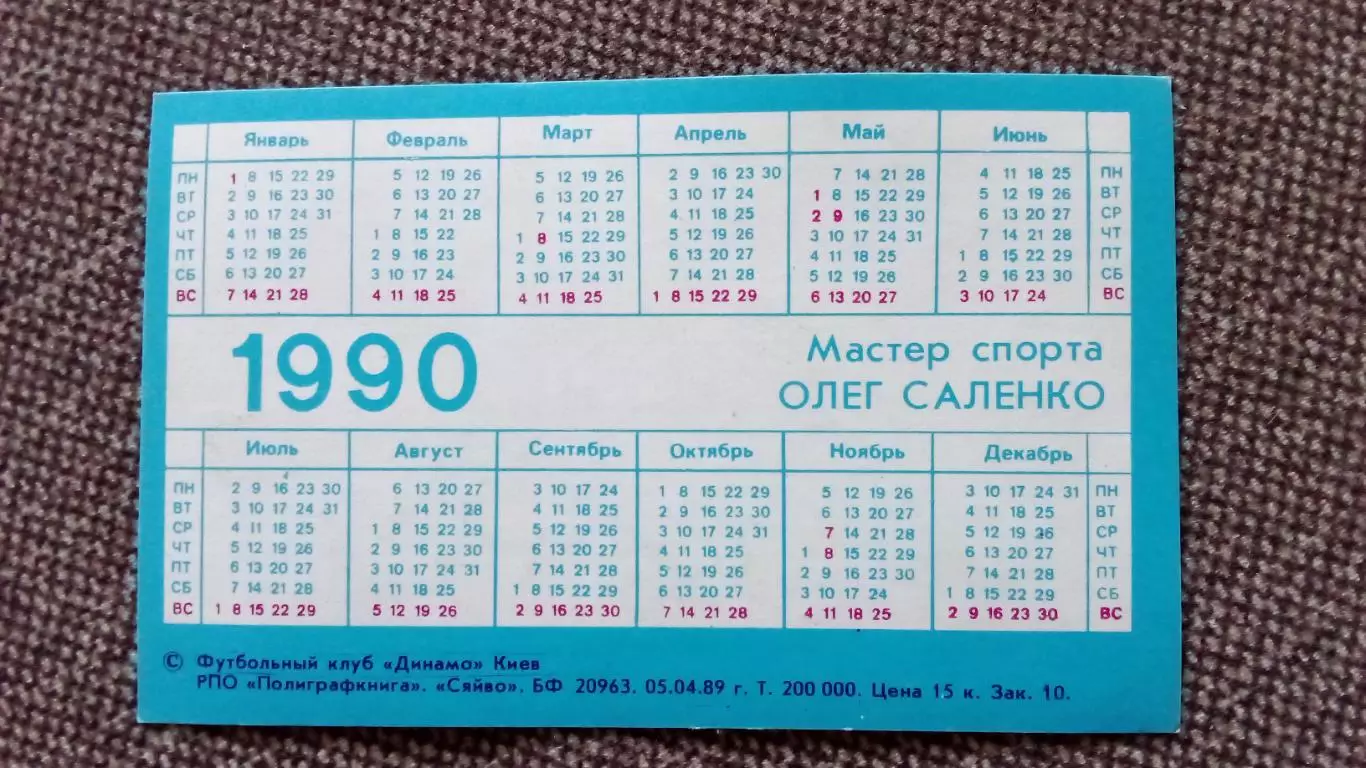 Январь Февраль Март Апрель Май Июнь
ПН 1 8 15 22 29 5 12 19 26 5 12 19 26 2 9 16 23 30 7 14 21 28 4 11 18 25 ПН
ВТ 2 9 16 23 30 6 13 20 27 6 13 20 27 3 10 17 24 1 8 15 22 29 5 12 19 26 ВТ
СР 3 10 17 24 31 7 14 21 28 7 14 21 28 4 11 18 25 2 9 16 23 30 6 13 20 27 СР
ЧТ 4 11 18 25 1 8 15 22 1 8 15 22 29 5 12 19 26 3 10 17 24 31 7 14 21 28 ЧТ
ПТ 5 12 19 26 2 9 16 23 2 9 16 23 30 6 13 20 27 4 11 18 25 1 8 15 22 29 ПТ
СБ 6 13 20 27 3 10 17 24 3 10 17 24 31 7 14 21 28 5 12 19 26 2 9 16 23 30 СБ
ВС 7 14 21 28 4 11 18 25 4 11 18 25 1 8 15 22 29 6 13 20 27 3 10 17 24 ВС
1990
Мастер спорта
ОЛЕГ САЛЕНКО
Июль Август Сентябрь Октябрь Ноябрь Декабрь
ПН 2 9 16 23 30 6 13 20 27 3 10 17 24 1 8 15 22 29 5 12 19 26 3 10 17 24 31 ПН
ВТ 3 10 17 24 31 7 14 21 28 4 11 18 25 2 9 16 23 30 6 13 20 27 4 11 18 25 ВТ
СР 4 11 18 25 1 8 15 22 29 5 12 19 26 3 10 17 24 31 7 14 21 28 5 12 19 26 СР
ЧТ 5 12 19 26 2 9 16 23 30 6 13 20 27 4 11 18 25 1 8 15 22 29 6 13 20 27 ЧТ
ПТ 6 13 20 27 3 10 17 24 31 7 14 21 28 5 12 19 26 2 9 16 23 30 7 14 21 28 ПТ
СБ 7 14 21 28 4 11 18 25 1 8 15 22 29 6 13 20 27 3 10 17 24 1 8 15 22 29 СБ
ВС 1 8 15 22 29 5 12 19 26 2 9 16 23 30 7 14 21 28 4 11 18 25 2 9 16 23 30 ВС
© Футбольный клуб «Динамо» Киев
РПО «Полиграфкнига». «Сяйво». БФ 20963. 05.04.89 г. Т. 200 000. Цена 15 к. Зак. 10.